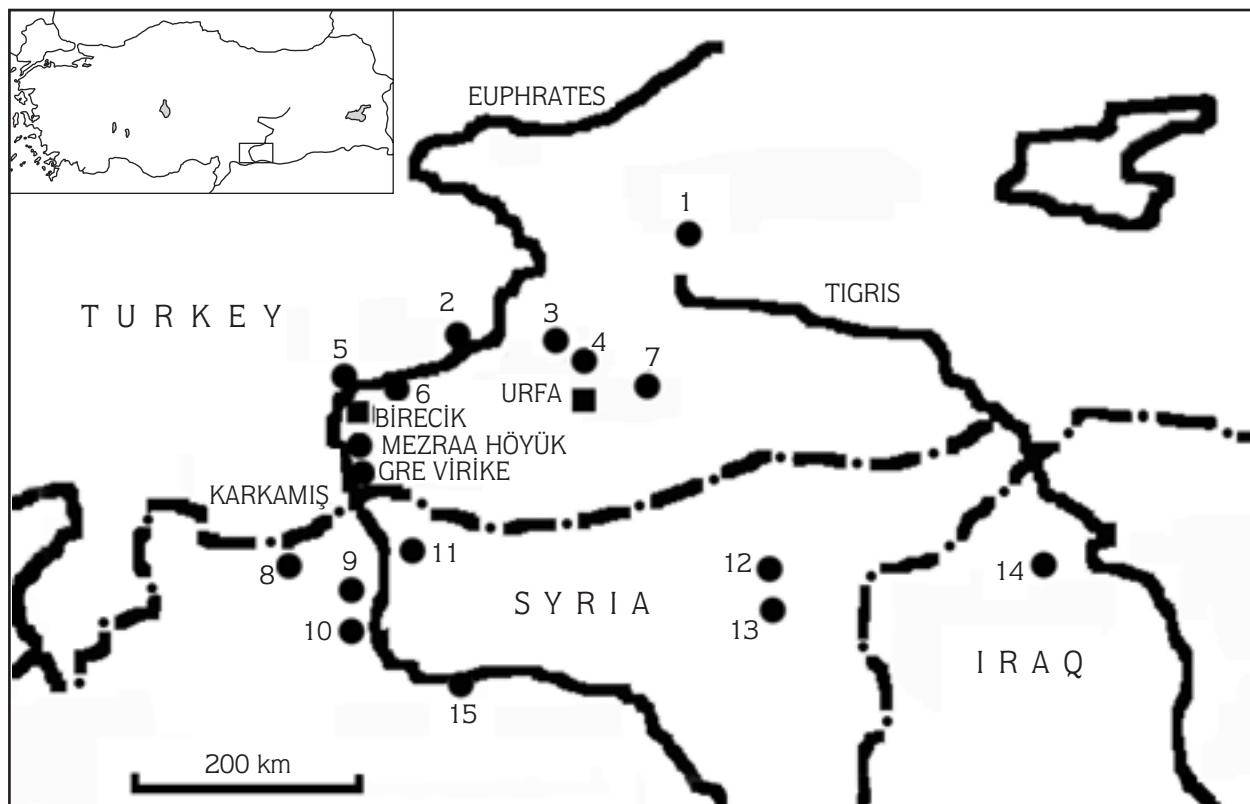 EUPHRATES
1
TURKEY
2
3
TIGRIS
4
5
7
6
URFA
BİRECİK
MEZRAA HÖYÜK
GRE VİRİKE
KARKAMIŞ
8
9
11
12
14
10
SYRIA
13
IRAQ
15
200 km